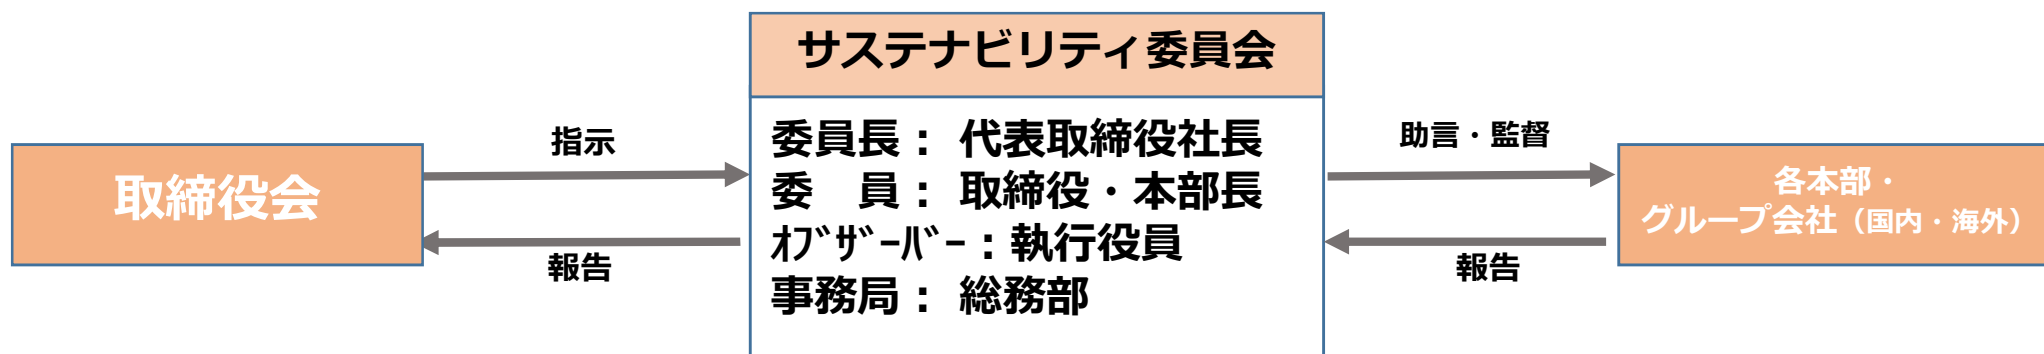 サステナビリティ委員会
委員長： 代表取締役社長
委　員： 取締役・本部長
ｵﾌﾞｻﾞｰﾊﾞｰ：執行役員
事務局： 総務部
取締役会
指示
報告
助言・監督
報告
各本部・
グループ会社（国内・海外）